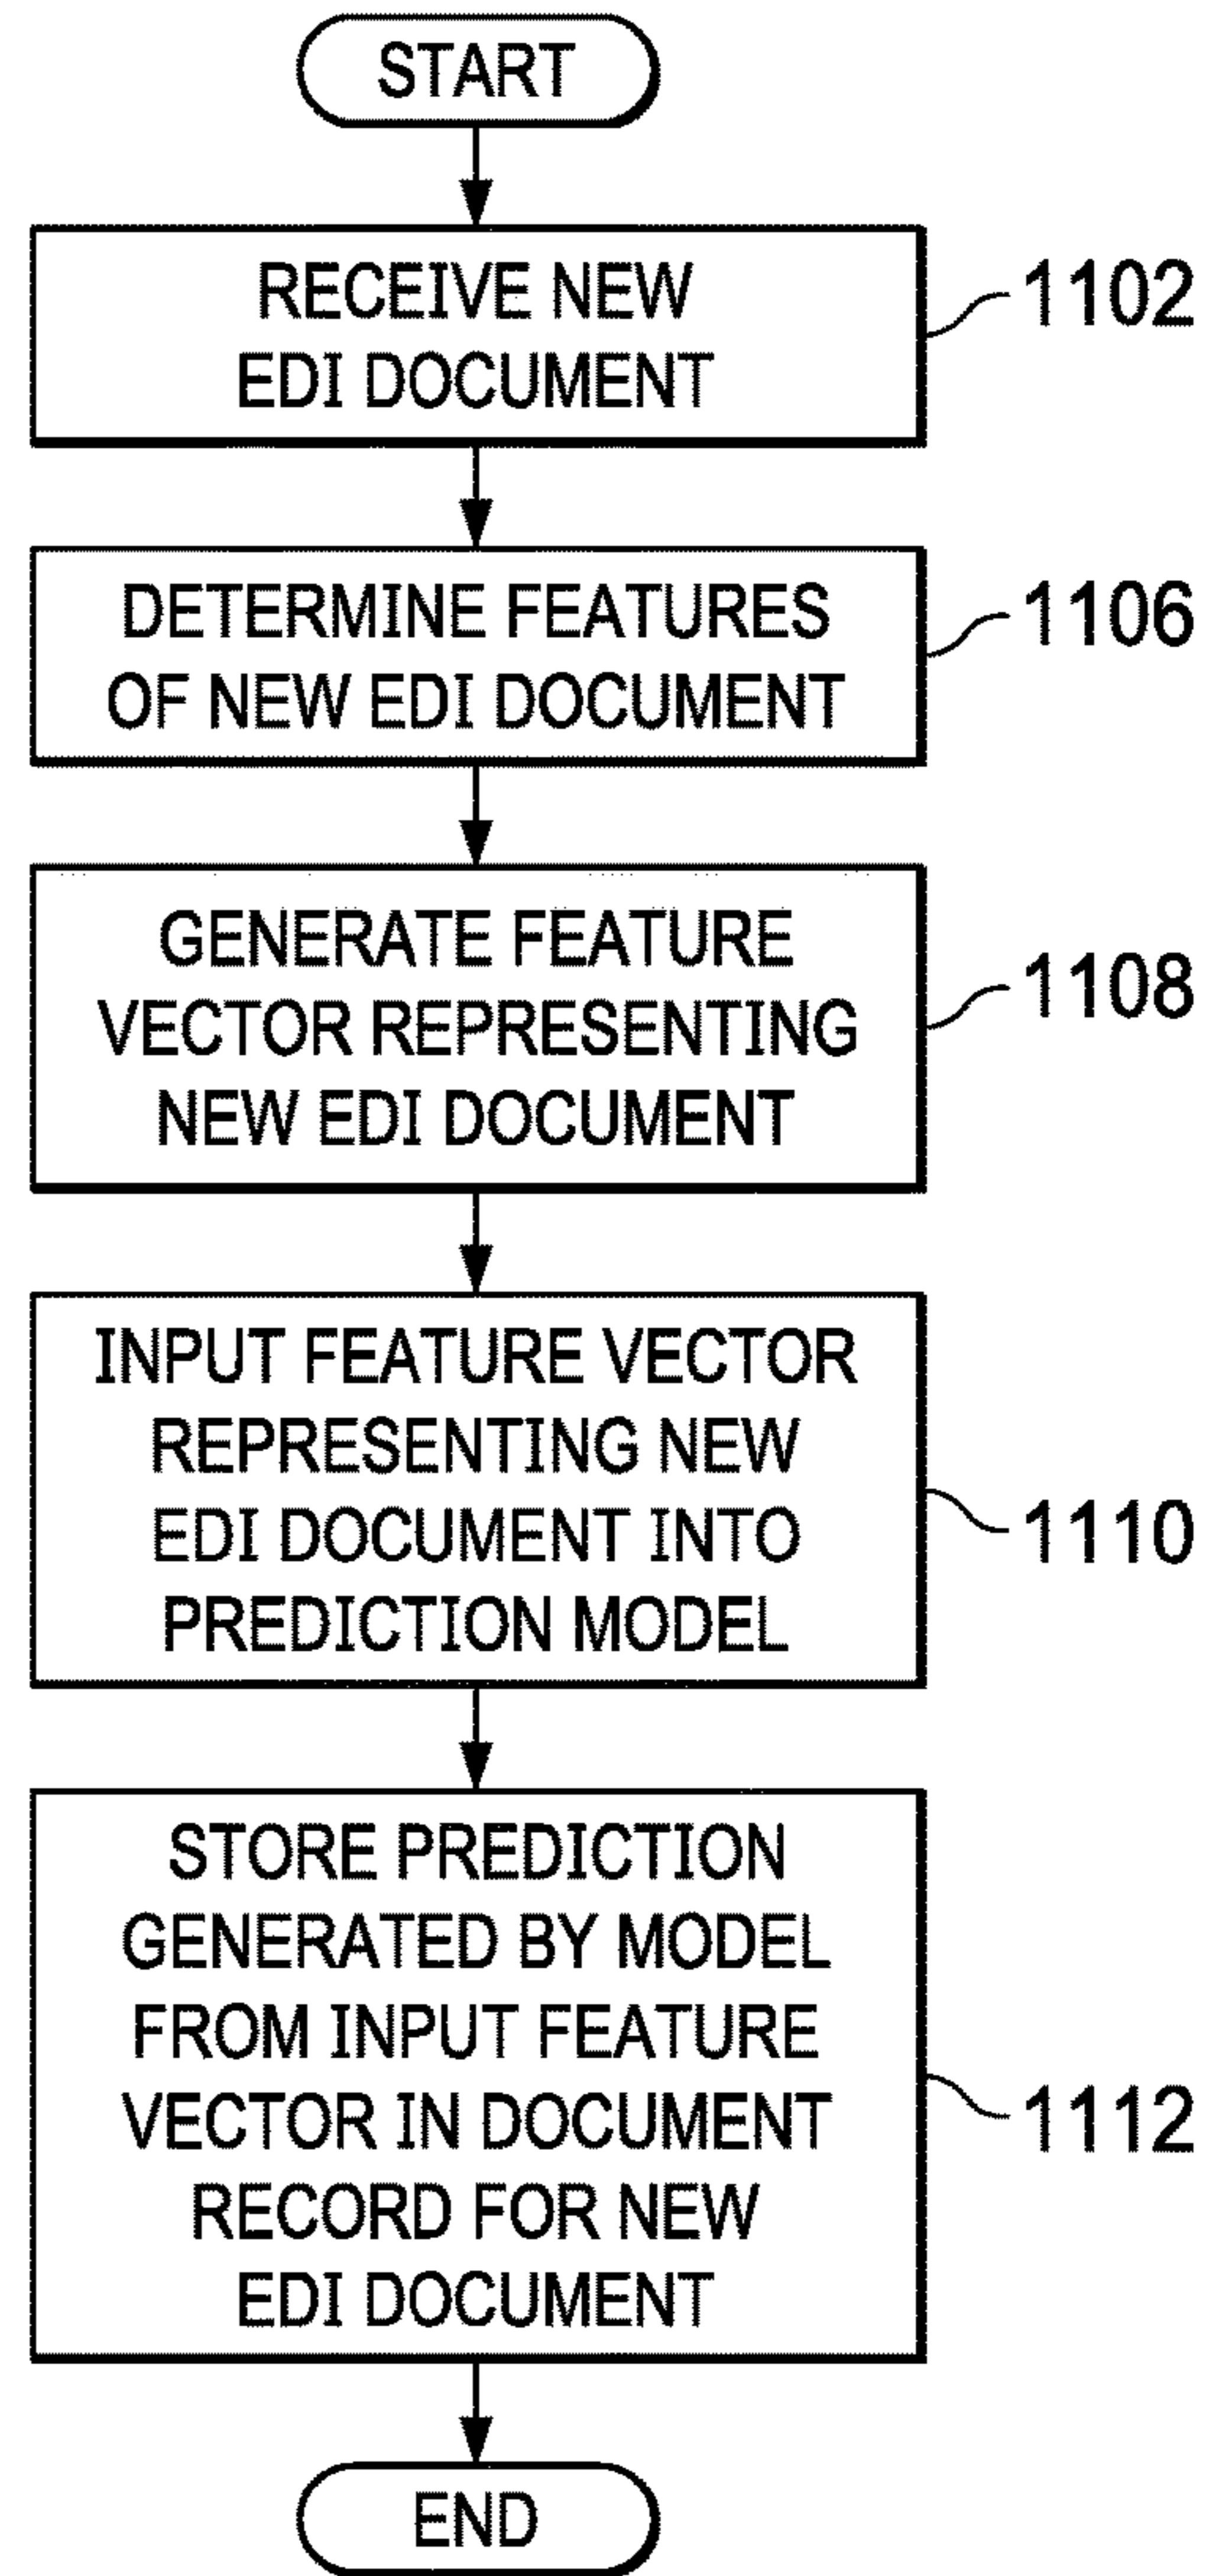 START
RECEIVE NEW
EDI DOCUMENT
1102
DETERMINE FEATURES
OF NEW EDI DOCUMENT
1106
GENERATE FEATURE
VECTOR REPRESENTING
NEW EDI DOCUMENT
1108
INPUT FEATURE VECTOR
REPRESENTING NEW
EDI DOCUMENT INTO
PREDICTION MODEL
1110
STORE PREDICTION
GENERATED BY MODEL
FROM INPUT FEATURE
VECTOR IN DOCUMENT
RECORD FOR NEW
EDI DOCUMENT
1112
END